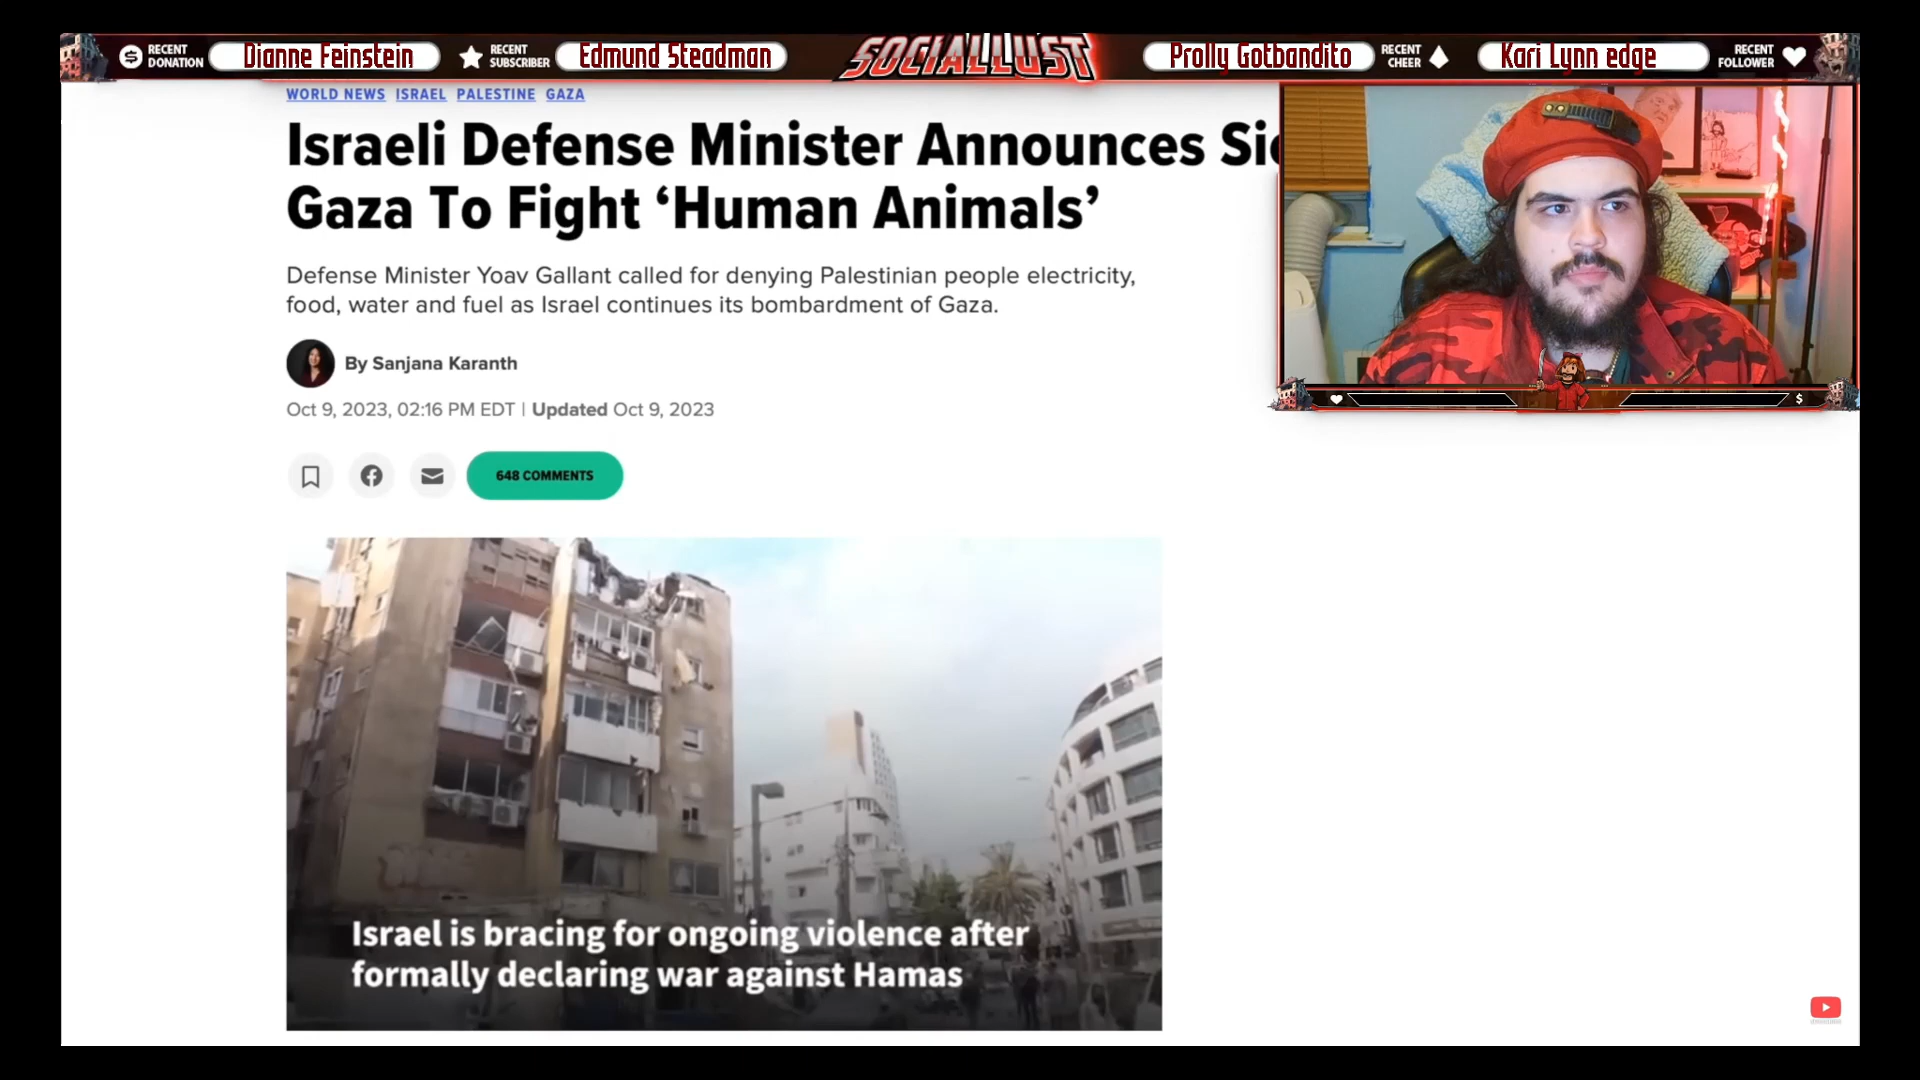 RECENT
DONATION
Dianne Feinstein
RECENT
SUBSCRIBER
Edmund Steadman
SOCIALLUST
Prolly Gotbandito
RECENT
CHEER
Kari Lynn edge
RECENT
FOLLOWER
WORLD NEWS ISRAEL PALESTINE GAZA
Israeli Defense Minister Announces Sie
Gaza To Fight ‘Human Animals’
Defense Minister Yoav Gallant called for denying Palestinian people electricity,
food, water and fuel as Israel continues its bombardment of Gaza.
By Sanjana Karanth
Oct 9, 2023, 02:16 PM EDT | Updated Oct 9, 2023
648 COMMENTS
Israel is bracing for ongoing violence after
formally declaring war against Hamas